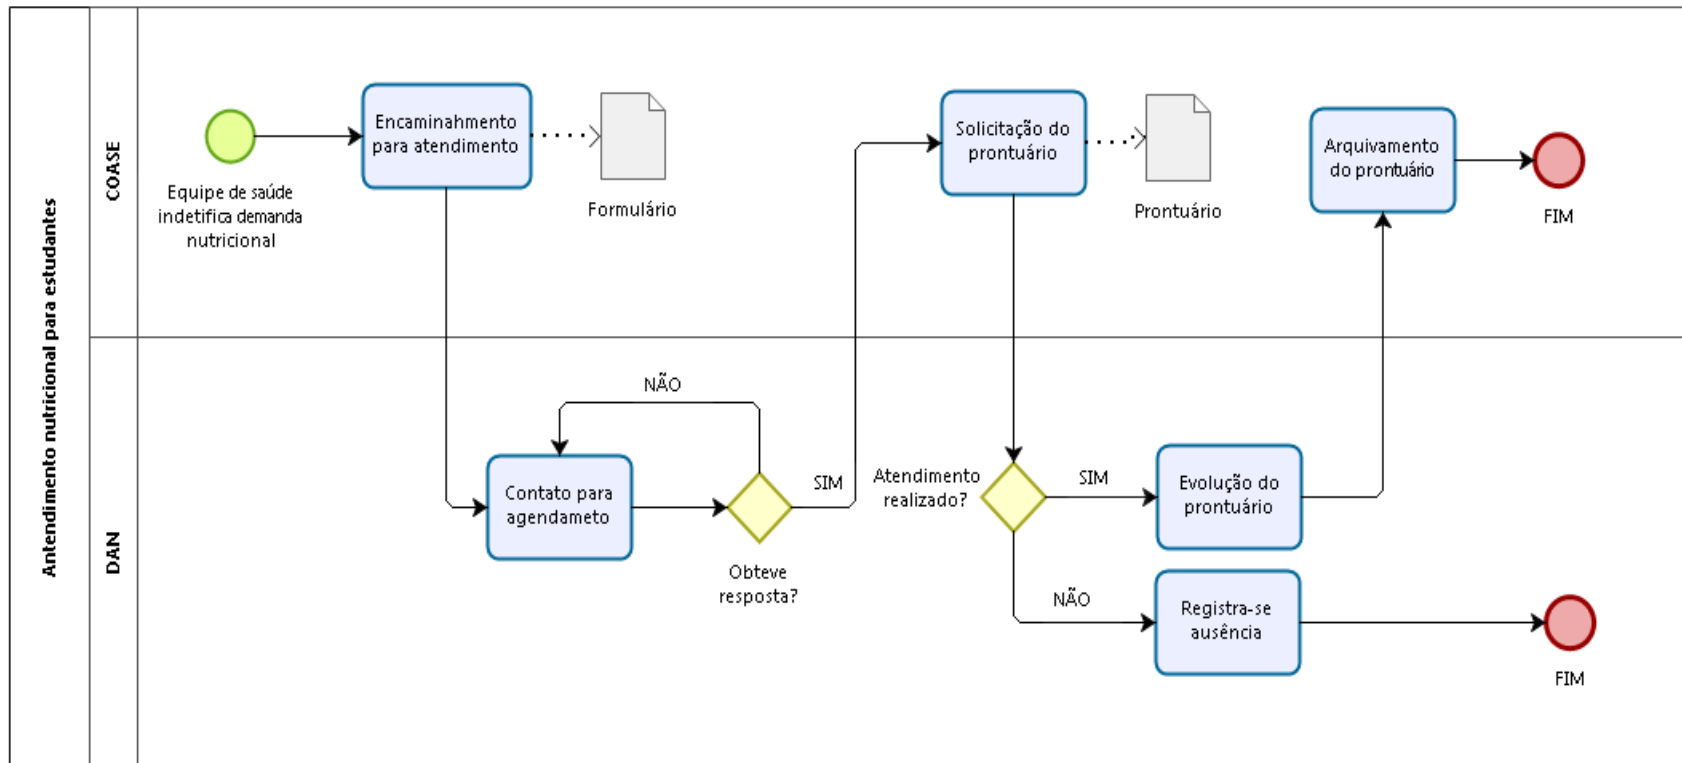 Antendimento nutricional para estudantes
COASE
Equipe de saúde
indetifica demanda
nutricional
Encaminahmento
para atendimento
Formulário
Solicitação do
prontuário
Prontuário
Arquivamento
do prontuário
FIM
DAN
Contato para
agendameto
NÃO
Obteve
resposta?
SIM
Atendimento
realizado?
SIM
Evolução do
prontuário
NÃO
Registra-se
ausência
FIM